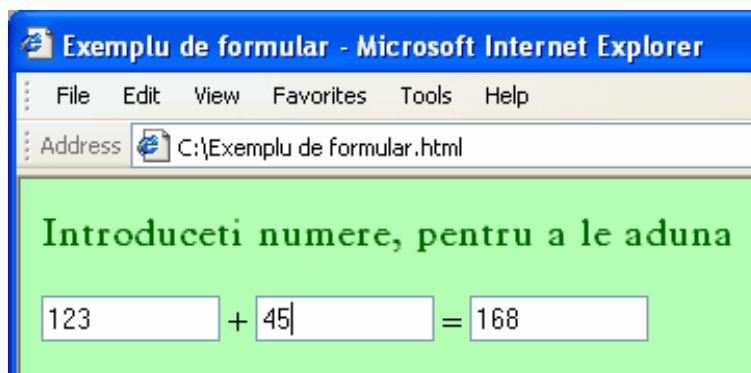 Exemplu de formular - Microsoft Internet Explorer
File Edit View Favorites Tools Help
Address C:\Exemplu de formular.html
Introduceti numere, pentru a le aduna
123 + 45 = 168